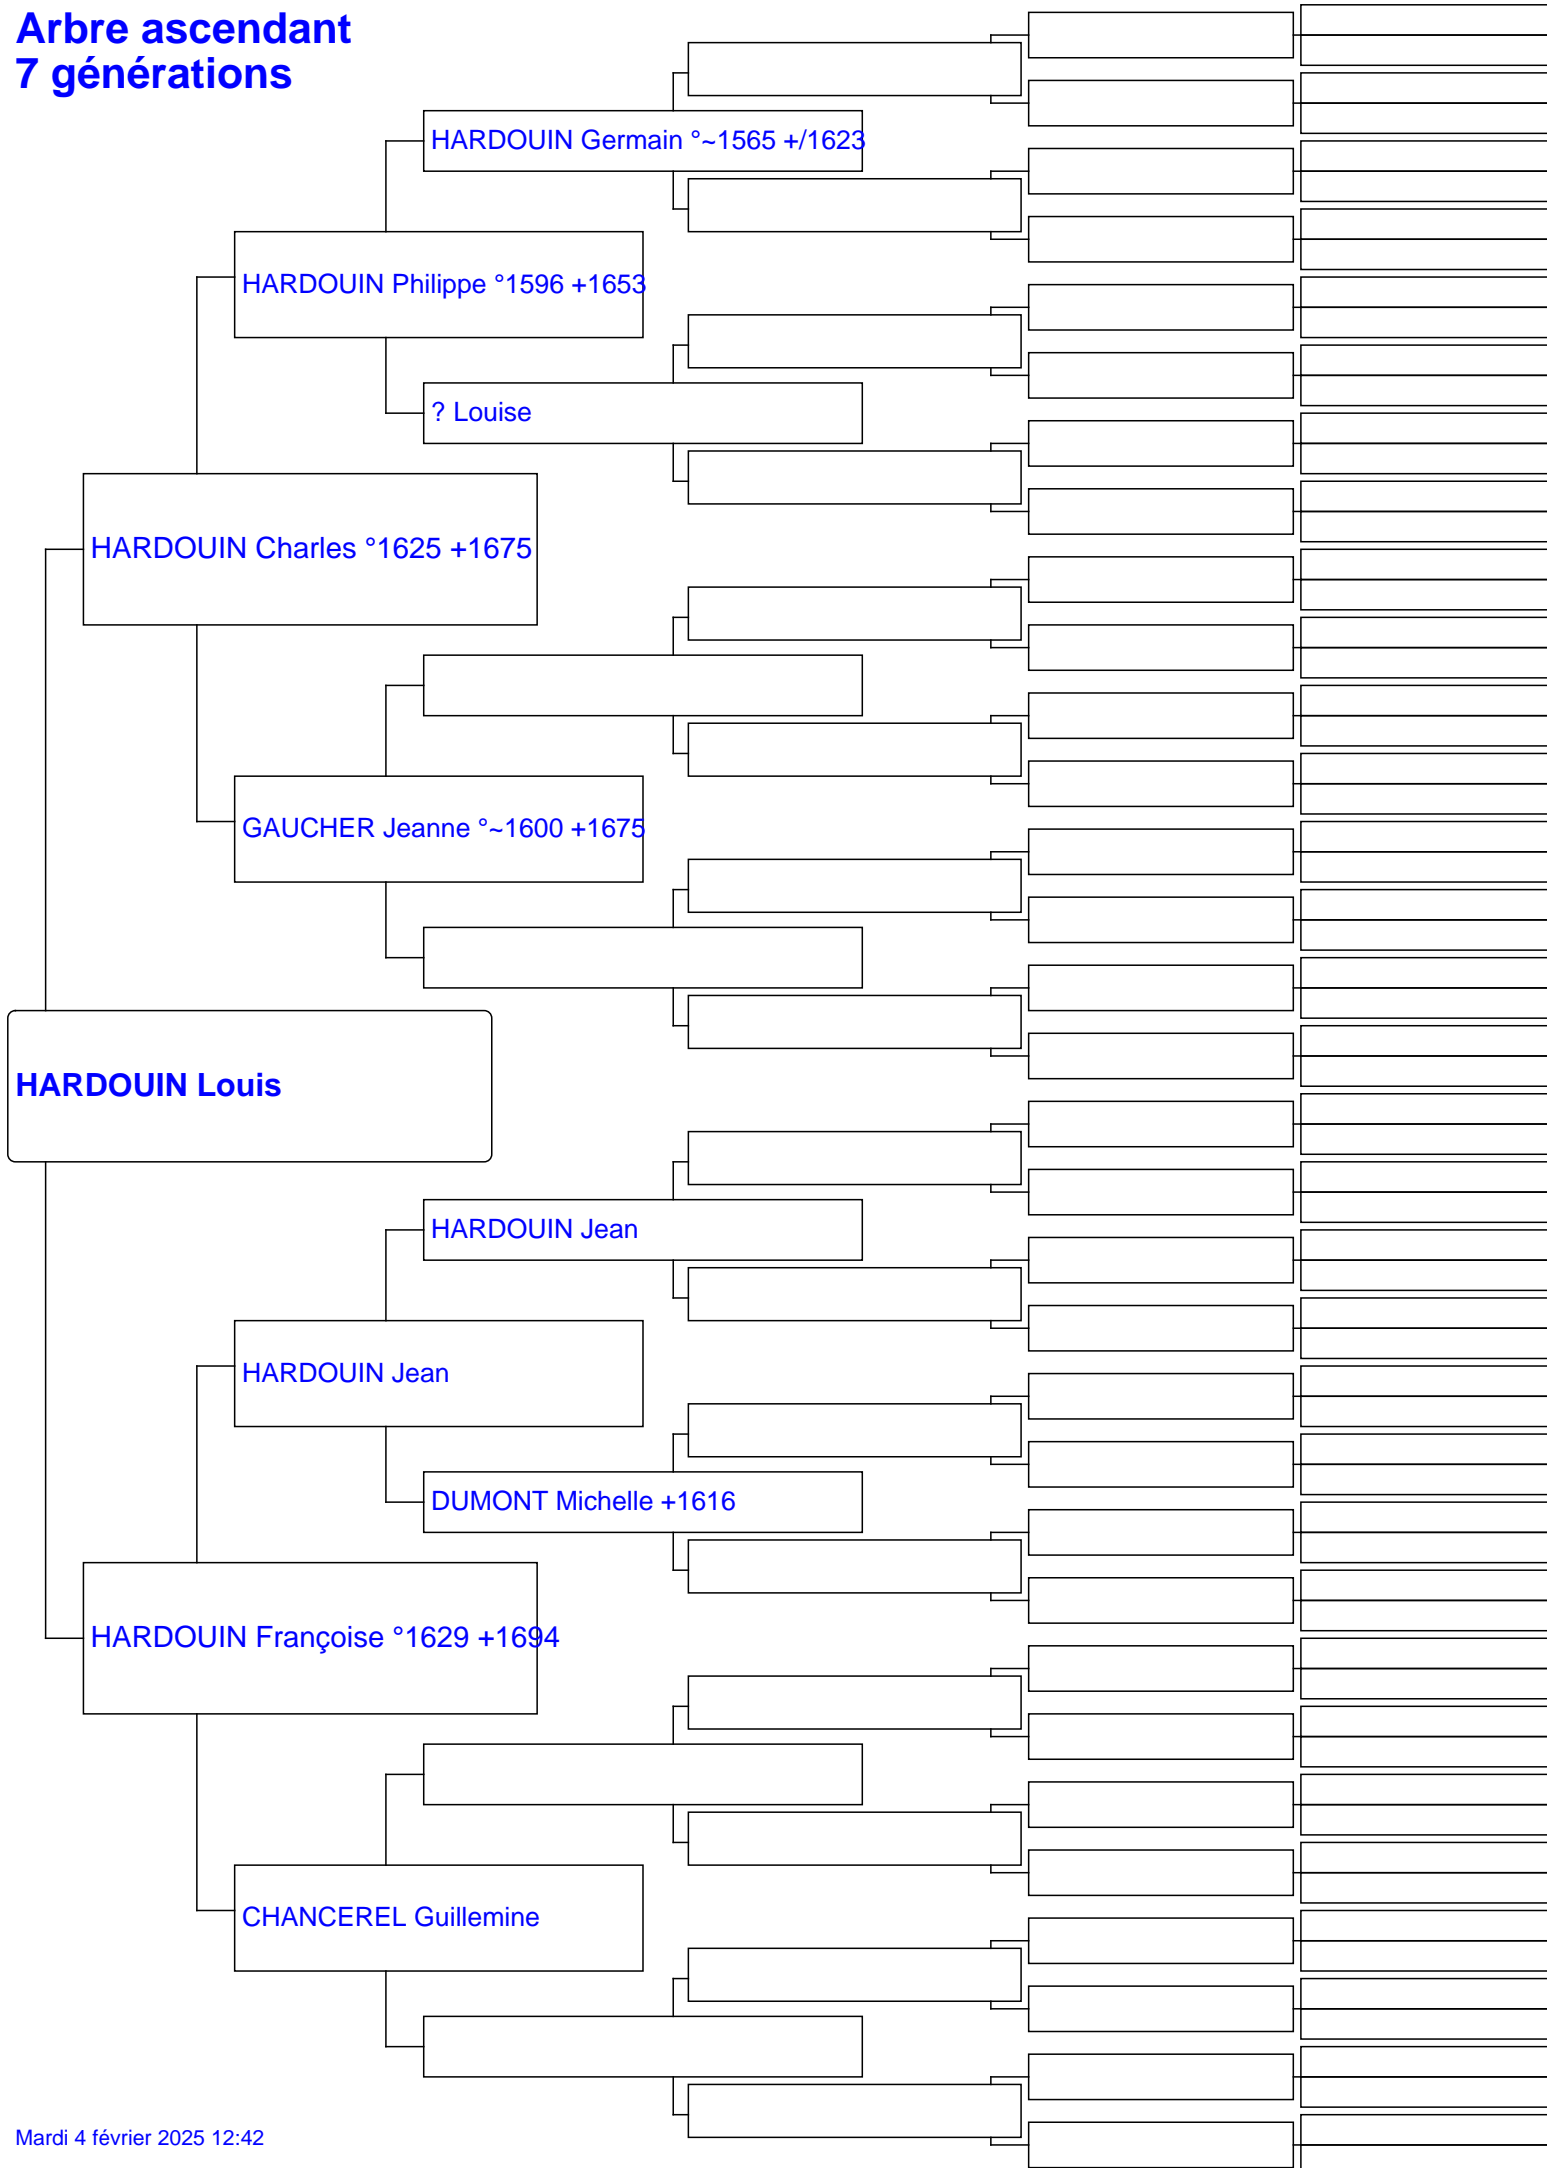 Arbre ascendant
7 générations
HARDOUIN Germain °~1565 +/1623
HARDOUIN Philippe °1596 +1653
? Louise
HARDOUIN Charles °1625 +1675
GAUCHER Jeanne °~1600 +1675
HARDOUIN Louis
HARDOUIN Jean
HARDOUIN Jean
DUMONT Michelle +1616
HARDOUIN Françoise °1629 +1694
CHANCEREL Guillemine
Mardi 4 février 2025 12:42